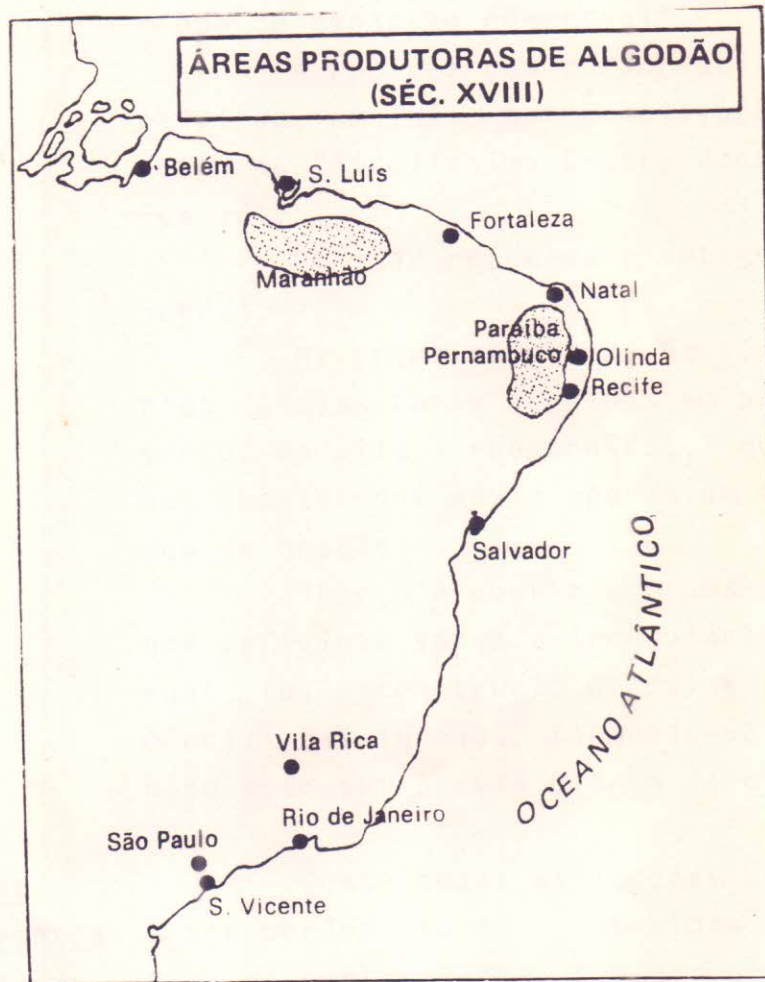 ÁREAS PRODUTORAS DE ALGODÃO
(SÉC. XVIII)
Belém
S. Luís
Fortaleza
Maranhão
Natal
Paraíba
Pernambuco
Olinda
Recife
Salvador
OCEANO ATLÂNTICO
Vila Rica
Rio de Janeiro
São Paulo
S. Vicente